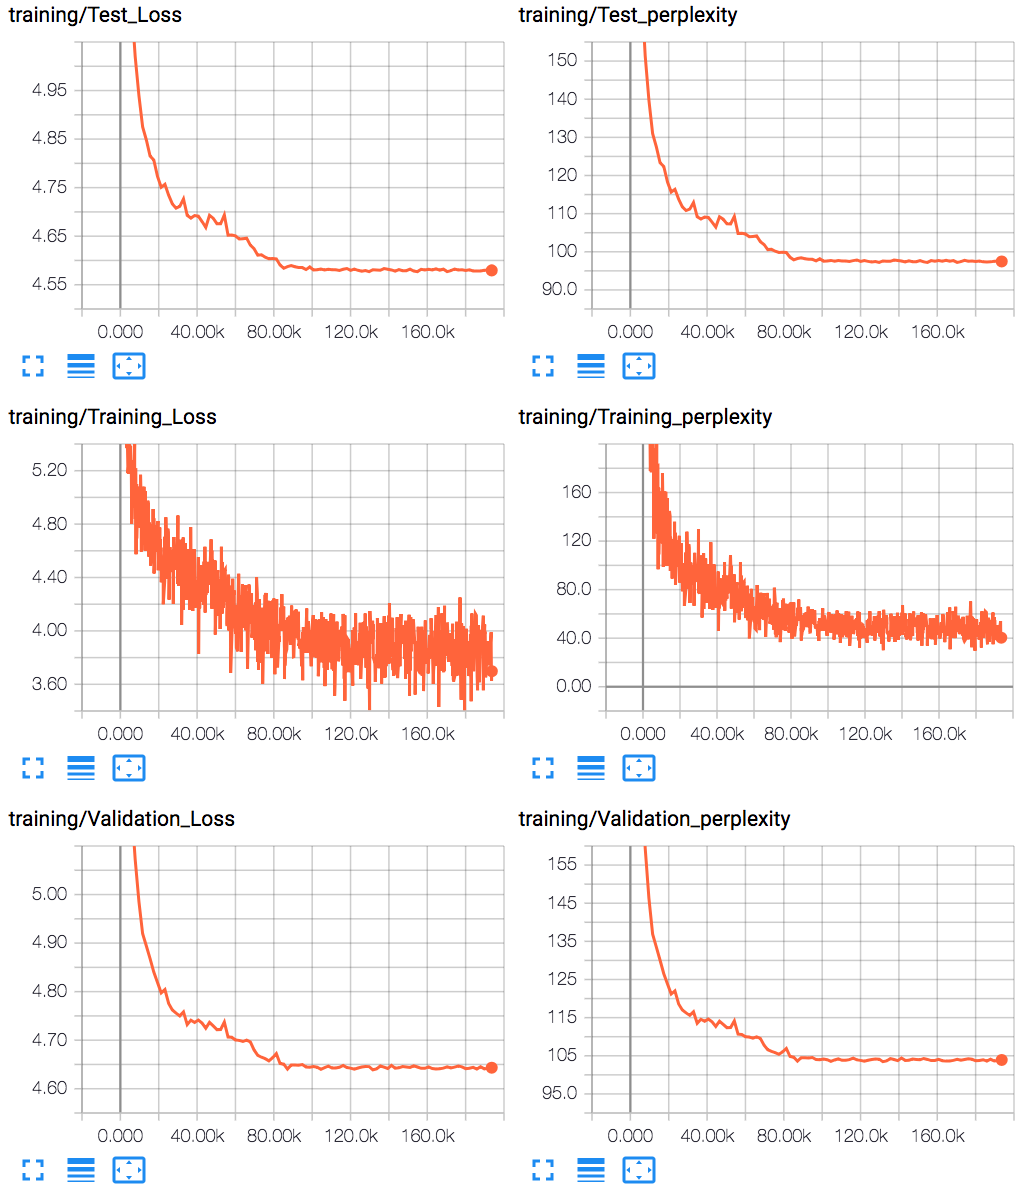 training/Test_Loss
4.95
4.85
4.75
4.65
4.55
0.000 40.00k 80.00k 120.0k 160.0k
training/Test_perplexity
150
140
130
120
110
100
90.0
0.000 40.00k 80.00k 120.0k 160.0k
training/Training_Loss
5.20
4.80
4.40
4.00
3.60
0.000 40.00k 80.00k 120.0k 160.0k
training/Training_perplexity
160
120
80.0
40.0
0.00
0.000 40.00k 80.00k 120.0k 160.0k
training/Validation_Loss
5.00
4.90
4.80
4.70
4.60
0.000 40.00k 80.00k 120.0k 160.0k
training/Validation_perplexity
155
145
135
125
115
105
95.0
0.000 40.00k 80.00k 120.0k 160.0k